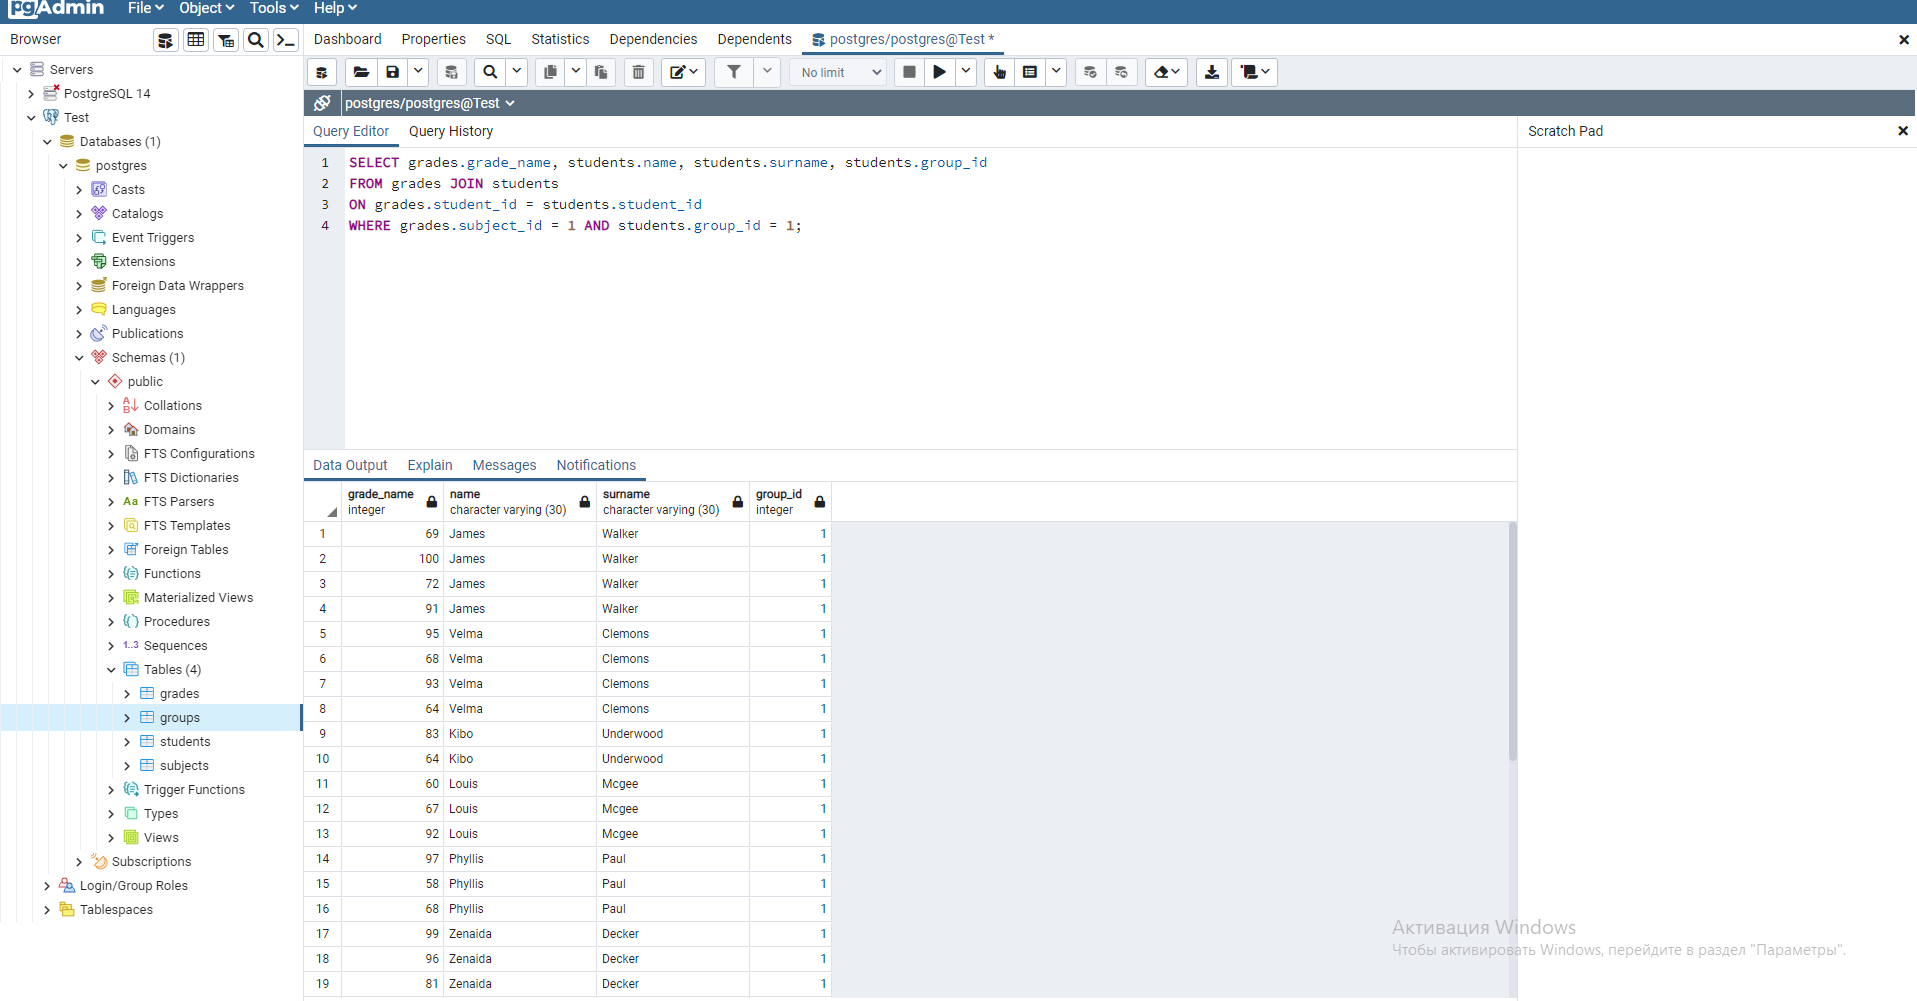 pgAdmin File Object Tools Help
Browser
Dashboard Properties SQL Statistics Dependencies Dependents postgres/postgres@Test *
No limit
postgres/postgres@Test
Query Editor Query History
Scratch Pad
1 SELECT grades.grade_name, students.name, students.surname, students.group_id
2 FROM grades JOIN students
3 ON grades.student_id = students.student_id
4 WHERE grades.subject_id = 1 AND students.group_id = 1;
Servers
PostgreSQL 14
Test
Databases (1)
postgres
Casts
Catalogs
Event Triggers
Extensions
Foreign Data Wrappers
Languages
Publications
Schemas (1)
public
Collations
Domains
FTS Configurations
FTS Dictionaries
Aa FTS Parsers
FTS Templates
Foreign Tables
Functions
Materialized Views
Procedures
1..3 Sequences
Tables (4)
grades
groups
students
subjects
Trigger Functions
Types
Views
Subscriptions
Login/Group Roles
Tablespaces
Data Output Explain Messages Notifications
grade_name name surname group_id
integer character varying (30) character varying (30) integer
1 69 James Walker 1
2 100 James Walker 1
3 72 James Walker 1
4 91 James Walker 1
5 95 Velma Clemons 1
6 68 Velma Clemons 1
7 93 Velma Clemons 1
8 64 Velma Clemons 1
9 83 Kibo Underwood 1
10 64 Kibo Underwood 1
11 60 Louis Mcgee 1
12 67 Louis Mcgee 1
13 92 Louis Mcgee 1
14 97 Phyllis Paul 1
15 58 Phyllis Paul 1
16 68 Phyllis Paul 1
17 99 Zenaida Decker 1
18 96 Zenaida Decker 1
19 81 Zenaida Decker 1
Активация Windows
Чтобы активировать Windows, перейдите в раздел "Параметры".